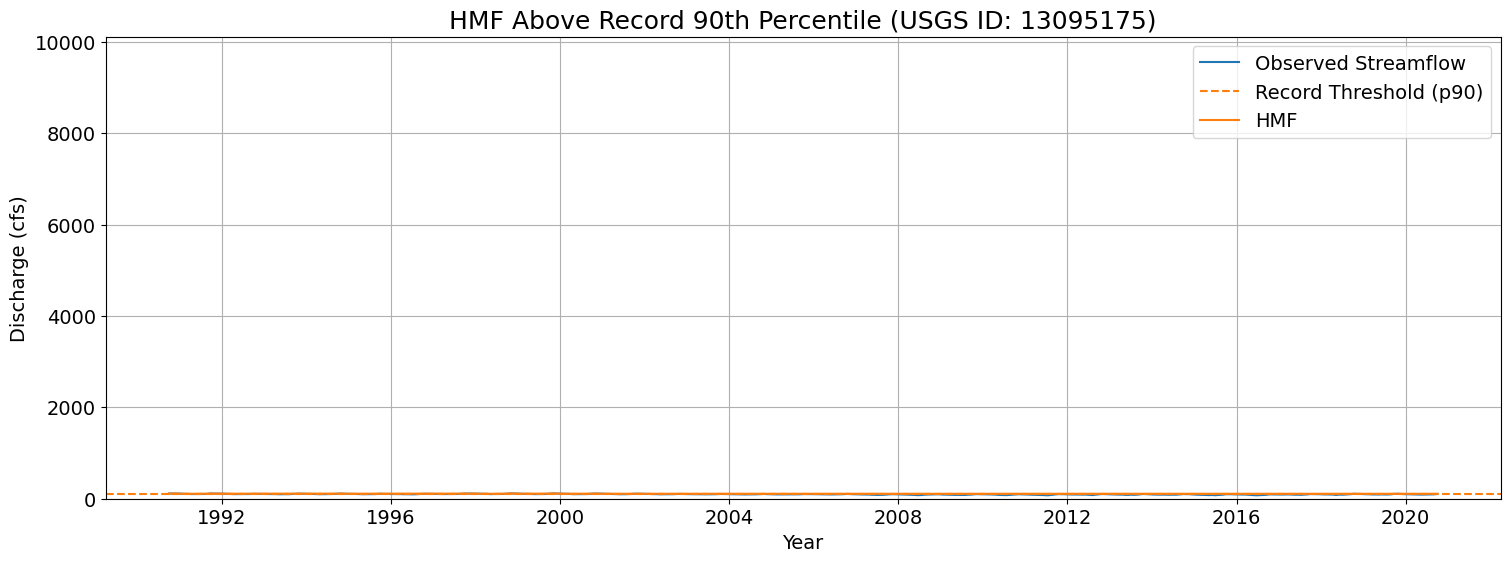 HMF Above Record 90th Percentile (USGS ID: 13095175)
10000
8000
6000
4000
2000
0
Discharge (cfs)
Observed Streamflow
Record Threshold (p90)
HMF
1992 1996 2000 2004 2008 2012 2016 2020
Year